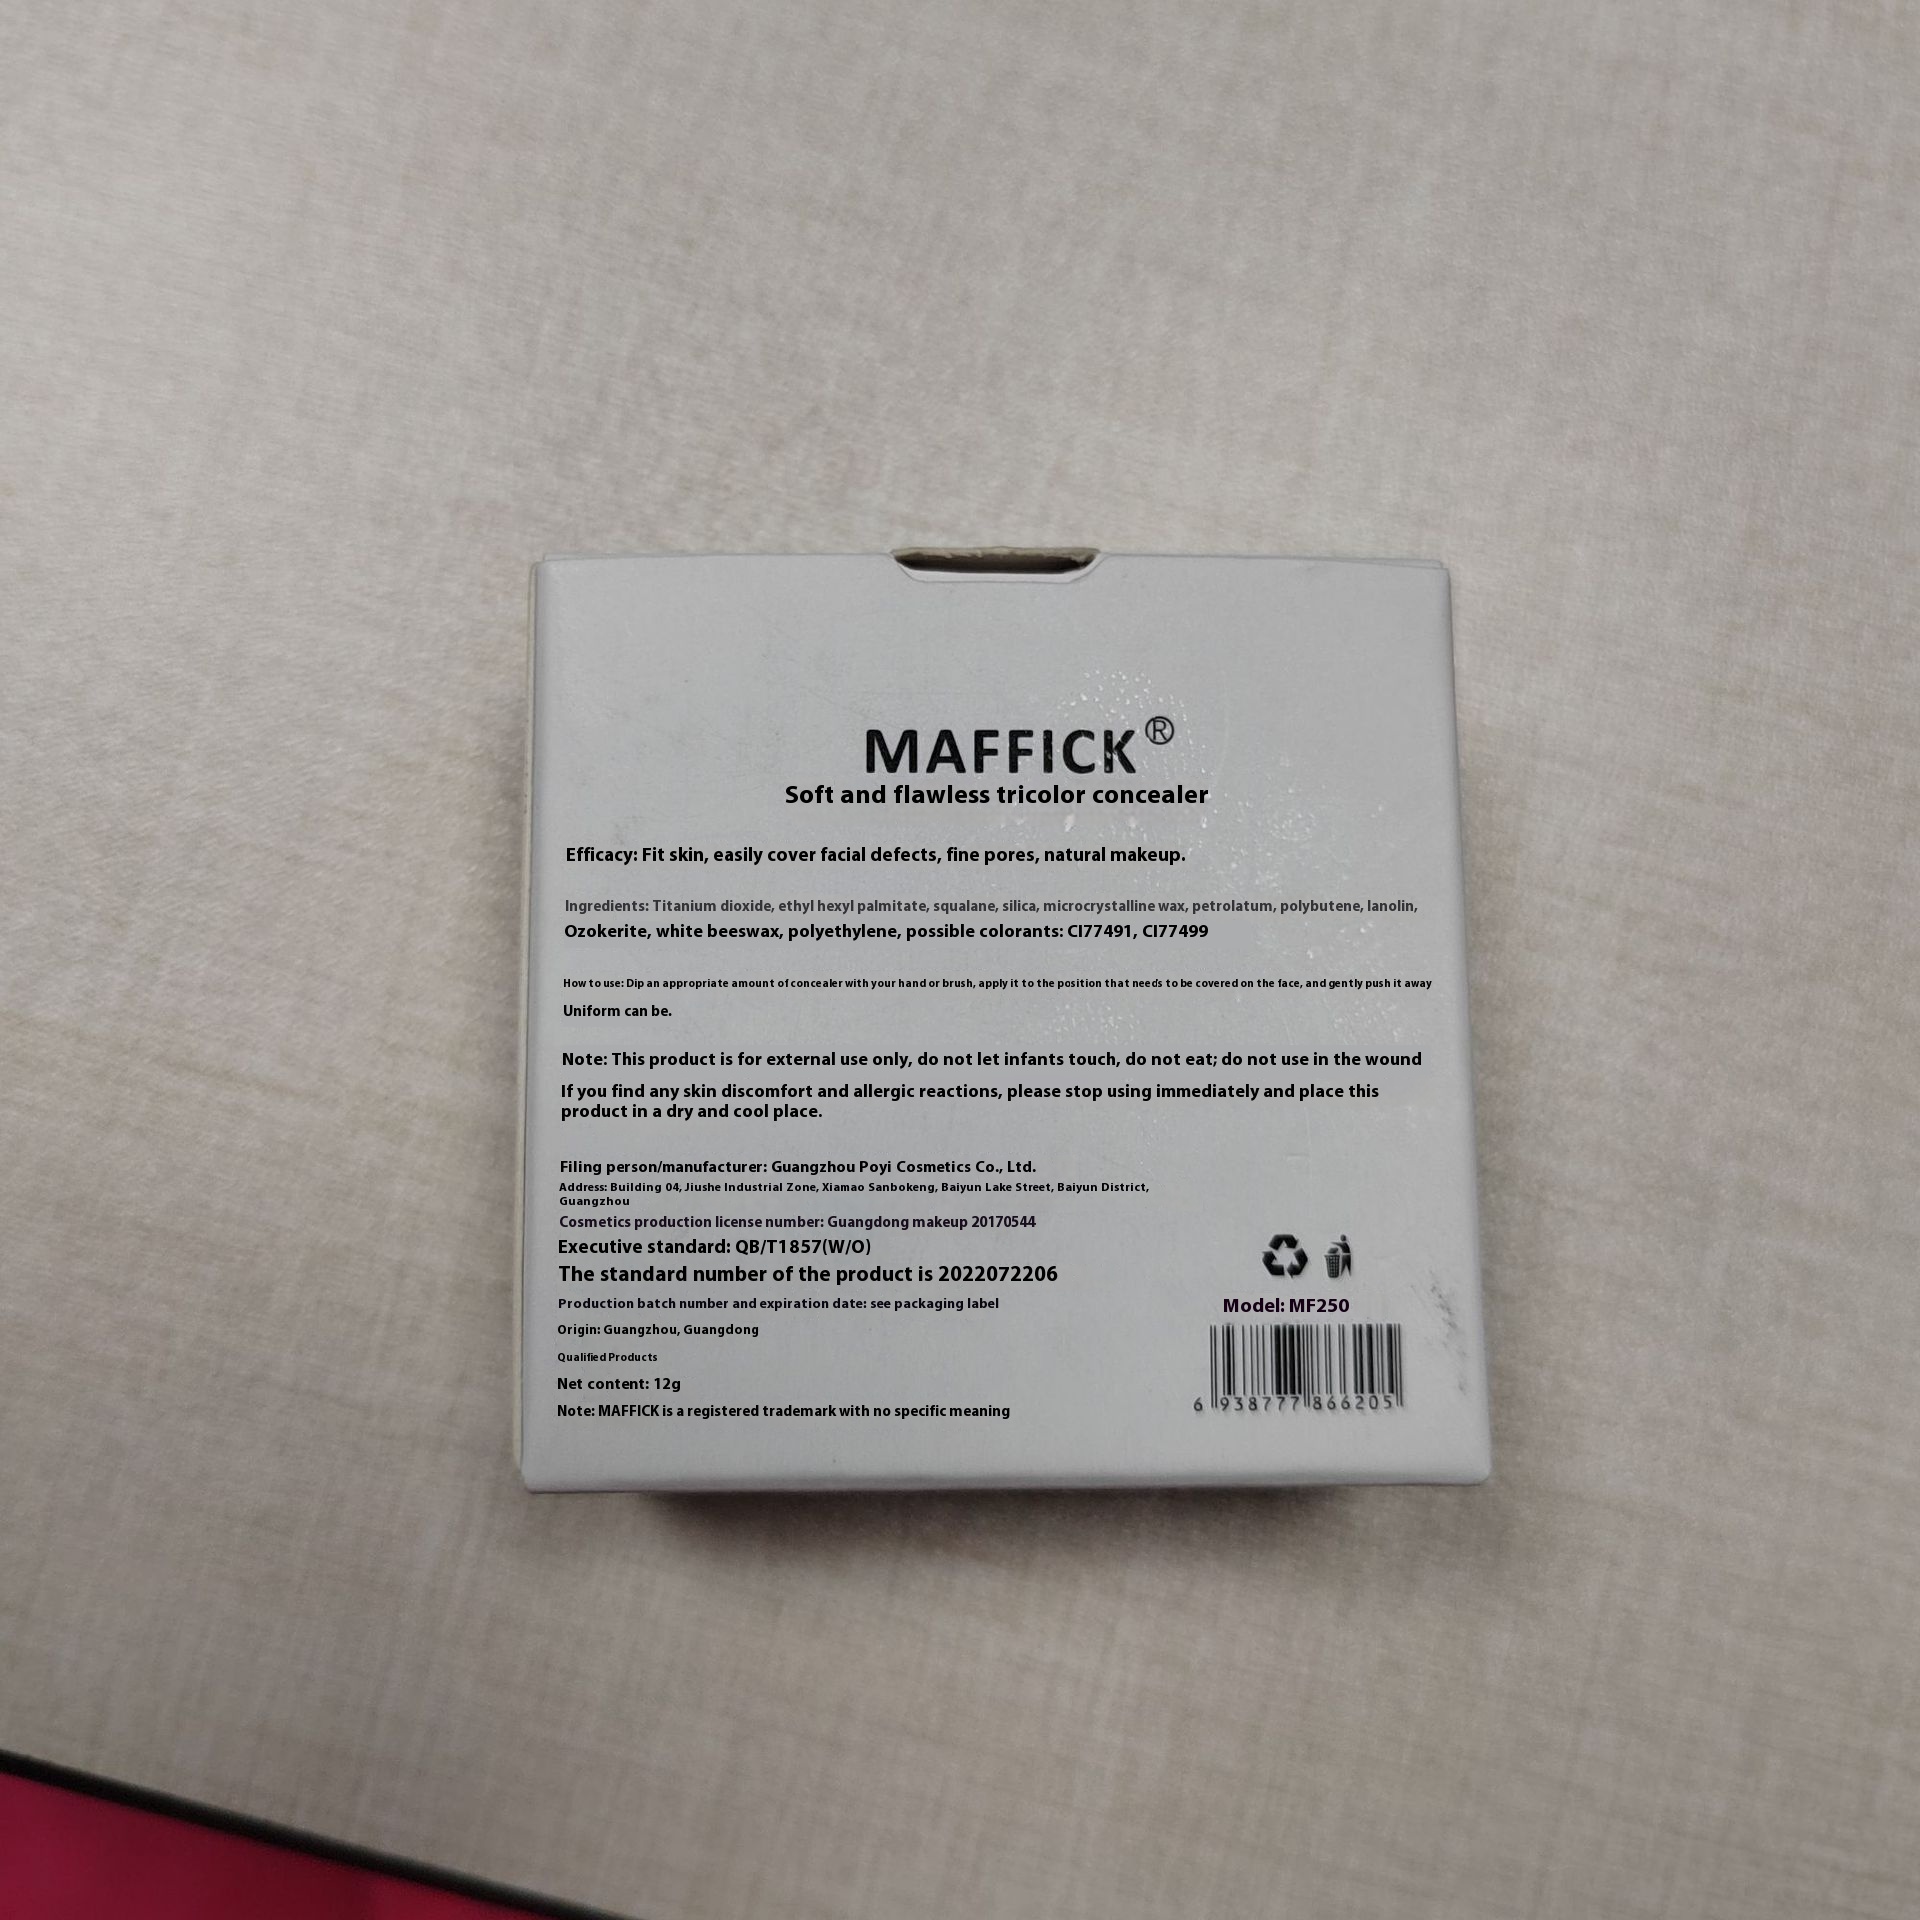 MAFFICK®
Soft and flawless tricolor concealer
Efficacy: Fit skin, easily cover facial defects, fine pores, natural makeup.
Ingredients: Titanium dioxide, ethyl hexyl palmitate, squalane, silica, microcrystalline wax, petrolatum, polybutene, lanolin,
Ozokerite, white beeswax, polyethylene, possible colorants: CI77491, CI77499
How to use: Dip an appropriate amount of concealer with your hand or brush, apply it to the position that needs to be covered on the face, and gently push it away
Uniform can be.
Note: This product is for external use only, do not let infants touch, do not eat; do not use in the wound
If you find any skin discomfort and allergic reactions, please stop using immediately and place this
product in a dry and cool place.
Filing person/manufacturer: Guangzhou Poyi Cosmetics Co., Ltd.
Address: Building 04, Jiushe Industrial Zone, Xiamao Sanbokeng, Baiyun Lake Street, Baiyun District,
Guangzhou
Cosmetics production license number: Guangdong makeup 20170544
Executive standard: QB/T1857(W/O)
The standard number of the product is 2022072206
Production batch number and expiration date: see packaging label
Origin: Guangzhou, Guangdong
Qualified Products
Net content: 12g
Note: MAFFICK is a registered trademark with no specific meaning
Model: MF250
6 938777 866205